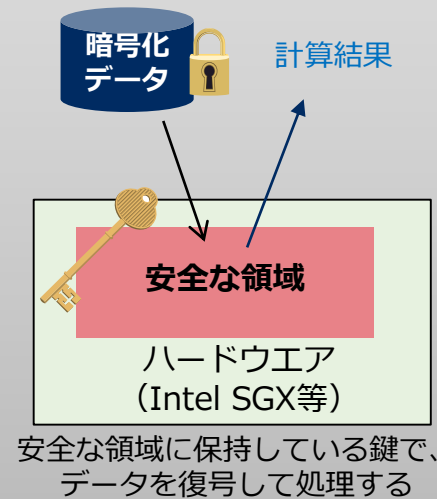 暗号化
データ
計算結果
安全な領域
ハードウエア
（Intel SGX等）
安全な領域に保持している鍵で、
データを復号して処理する